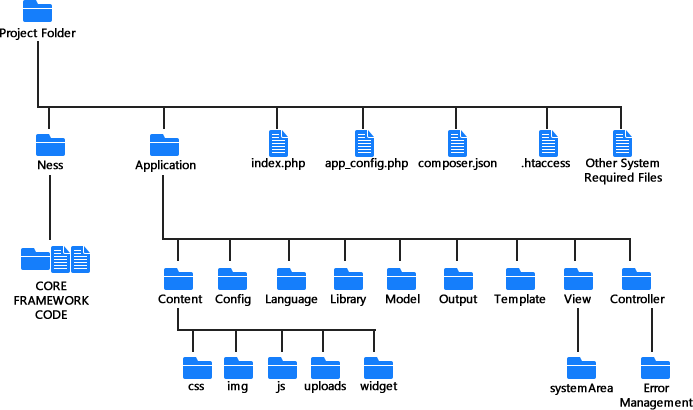 Project Folder
Ness
Application
index.php
app_config.php
composer.json
.htaccess
Other System
Required Files
CORE
FRAMEWORK
CODE
Content
Config
Language
Library
Model
Output
Template
View
Controller
css
img
js
uploads
widget
systemArea
Error
Management